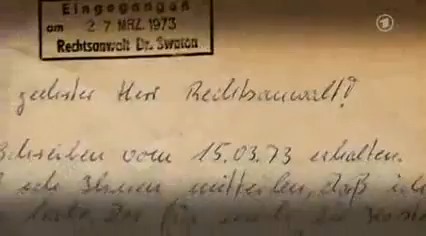 Eingegangen
am 27. MRZ. 1973
Rechtsanwalt Dr. Swaton
geehrter Herr Rechtsanwalt!
Schreiben vom 15.03.73 erhalten.
ich Ihnen mitteilen, daß ich